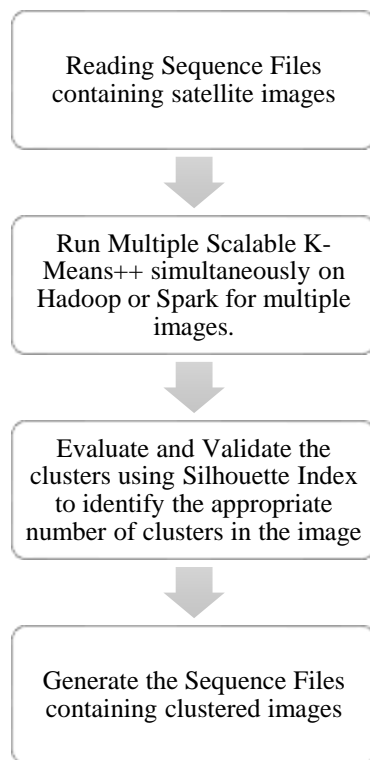 Reading Sequence Files
containing satellite images
Run Multiple Scalable K-
Means++ simultaneously on
Hadoop or Spark for multiple
images.
Evaluate and Validate the
clusters using Silhouette Index
to identify the appropriate
number of clusters in the image
Generate the Sequence Files
containing clustered images